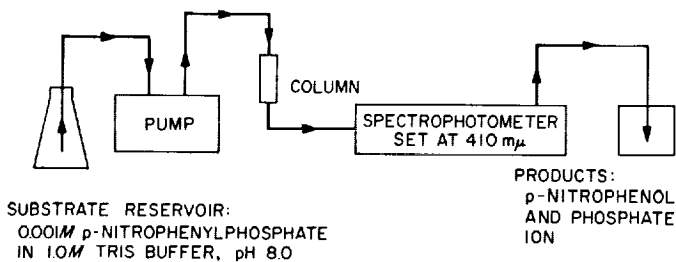 PUMP
COLUMN
SPECTROPHOTOMETER
SET AT 410 mμ
SUBSTRATE RESERVOIR:
0.001M p-NITROPHENYLPHOSPHATE
IN 1.0M TRIS BUFFER, pH 8.0
PRODUCTS:
p-NITROPHENOL
AND PHOSPHATE
ION